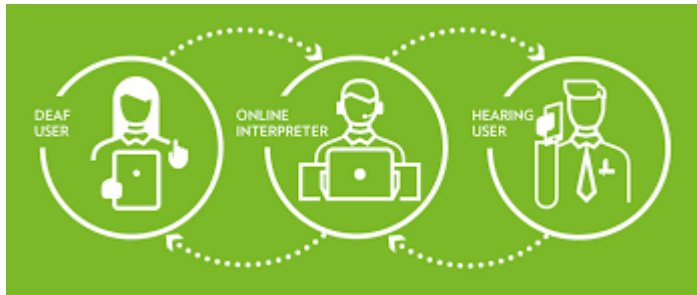 DEAF
USER
ONLINE
INTERPRETER
HEARING
USER